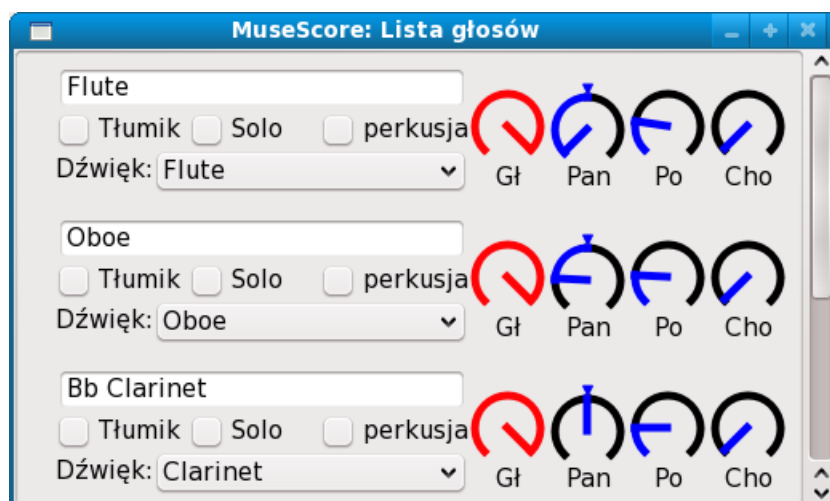 MuseScore: Lista głosów
Flute
Tłumik Solo perkusja
Dźwięk: Flute
Gł Pan Po Cho
Oboe
Tłumik Solo perkusja
Dźwięk: Oboe
Gł Pan Po Cho
Bb Clarinet
Tłumik Solo perkusja
Dźwięk: Clarinet
Gł Pan Po Cho